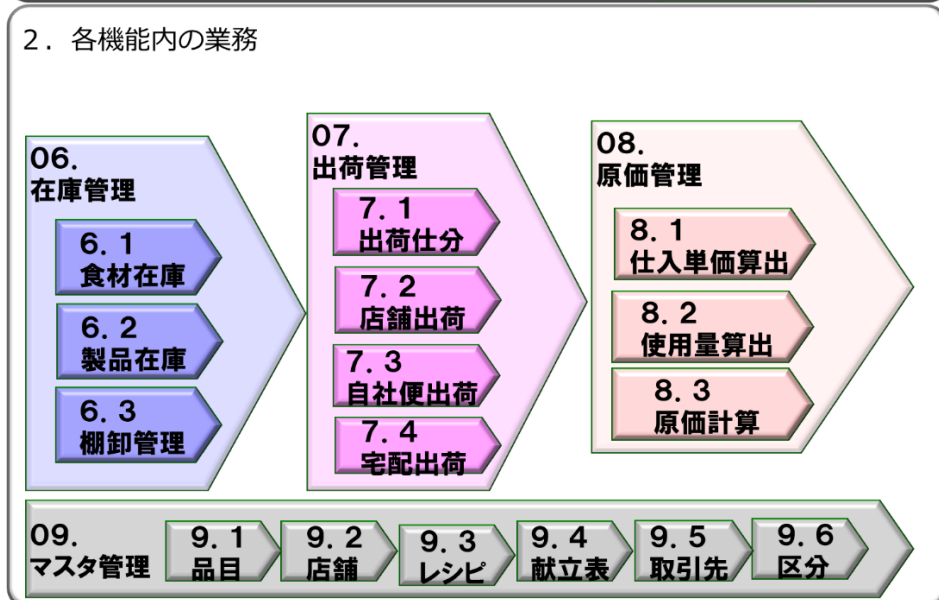 2．各機能内の業務
06.
在庫管理
6．1
食材在庫
6．2
製品在庫
6．3
棚卸管理
07.
出荷管理
7．1
出荷仕分
7．2
店舗出荷
7．3
自社便出荷
7．4
宅配出荷
08.
原価管理
8．1
仕入単価算出
8．2
使用量算出
8．3
原価計算
09.
マスタ管理
9．1
品目
9．2
店舗
9．3
レシピ
9．4
献立表
9．5
取引先
9．6
区分